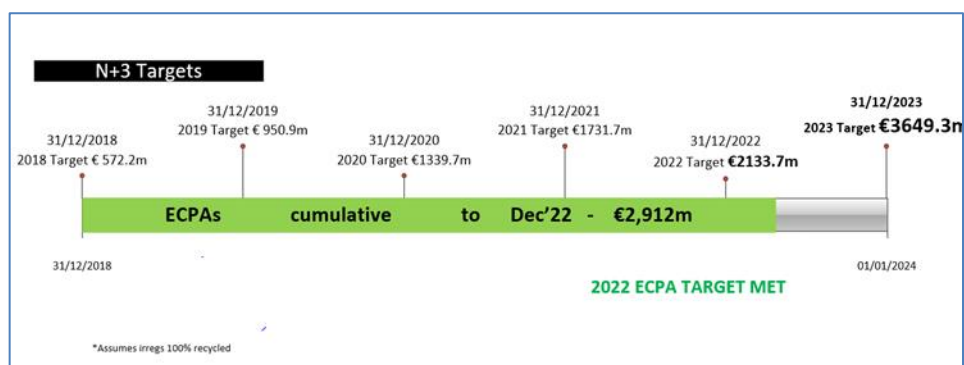 N+3 Targets
31/12/2018
2018 Target € 572.2m
31/12/2019
2019 Target € 950.9m
31/12/2020
2020 Target €1339.7m
31/12/2021
2021 Target €1731.7m
31/12/2022
2022 Target €2133.7m
31/12/2023
2023 Target €3649.3m
ECPAs cumulative to Dec’22 - €2,912m
31/12/2018
01/01/2024
2022 ECPA TARGET MET
*Assumes irregs 100% recycled